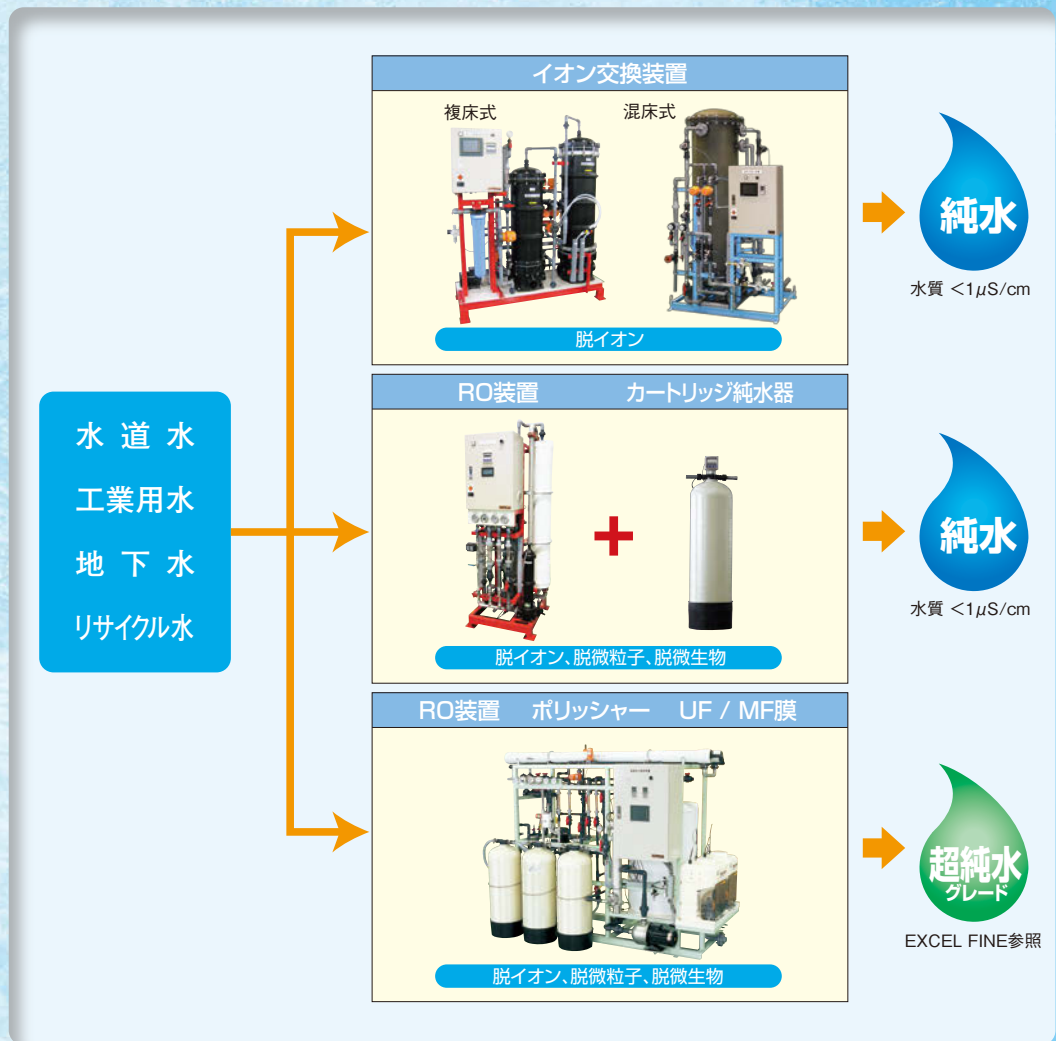 イオン交換装置
複床式
混床式
脱イオン
純水
水質 <1μS/cm
水道水
工業用水
地下水
リサイクル水
RO装置 カートリッジ純水器
+
脱イオン、脱微粒子、脱微生物
純水
水質 <1μS/cm
RO装置 ポリッシャー UF / MF膜
脱イオン、脱微粒子、脱微生物
超純水
グレード
EXCEL FINE参照